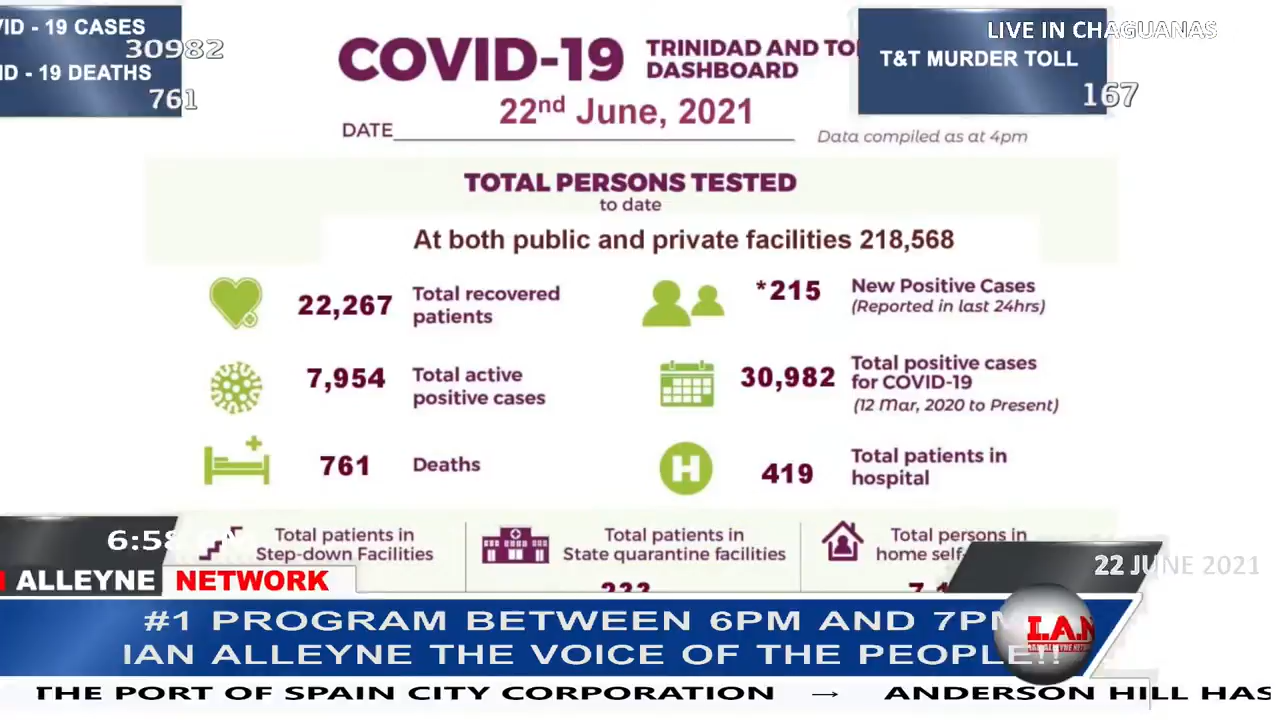 VID - 19 CASES
30982
ID - 19 DEATHS
761
COVID-19
TRINIDAD AND TO
DASHBOARD
22nd June, 2021
DATE
Data compiled as at 4pm
LIVE IN CHAGUANAS
T&T MURDER TOLL
167
TOTAL PERSONS TESTED
to date
At both public and private facilities 218,568
22,267 Total recovered
patients
*215 New Positive Cases
(Reported in last 24hrs)
7,954 Total active
positive cases
30,982 Total positive cases
for COVID-19
(12 Mar, 2020 to Present)
761 Deaths
419 Total patients in
hospital
Total patients in
Step-down Facilities
Total patients in
State quarantine facilities
Total persons in
home self-
ALLEYNE NETWORK
22 JUNE 2021
#1 PROGRAM BETWEEN 6PM AND 7PM
IAN ALLEYNE THE VOICE OF THE PEOPLE!!
I.A.N
THE PORT OF SPAIN CITY CORPORATION → ANDERSON HILL HAS